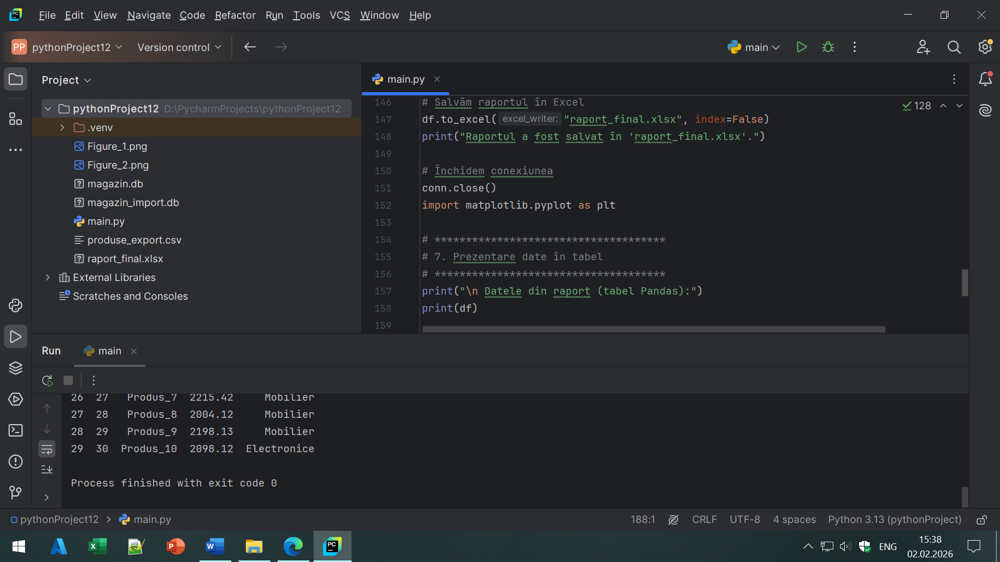 File Edit View Navigate Code Refactor Run Tools VCS Window Help
PP pythonProject12 Version control main
Project
main.py
pythonProject12 D:\PycharmProjects\pythonProject12
.venv
Figure_1.png
Figure_2.png
magazin.db
magazin_import.db
main.py
produse_export.csv
raport_final.xlsx
External Libraries
Scratches and Consoles
128
146 # Salvăm raportul în Excel
147 df.to_excel( excel_writer: "raport_final.xlsx", index=False)
148 print("Raportul a fost salvat în 'raport_final.xlsx'.")
149
150 # Închidem conexiunea
151 conn.close()
152 import matplotlib.pyplot as plt
153
154 # *************************************
155 # 7. Prezentare date în tabel
156 # *************************************
157 print("\n Datele din raport (tabel Pandas):")
158 print(df)
159
Run main
26 27 Produs_7 2215.42 Mobilier
27 28 Produs_8 2004.12 Mobilier
28 29 Produs_9 2198.13 Mobilier
29 30 Produs_10 2098.12 Electronice
Process finished with exit code 0
pythonProject12 > main.py 188:1 CRLF UTF-8 4 spaces Python 3.13 (pythonProject)
ENG
15:38
02.02.2026